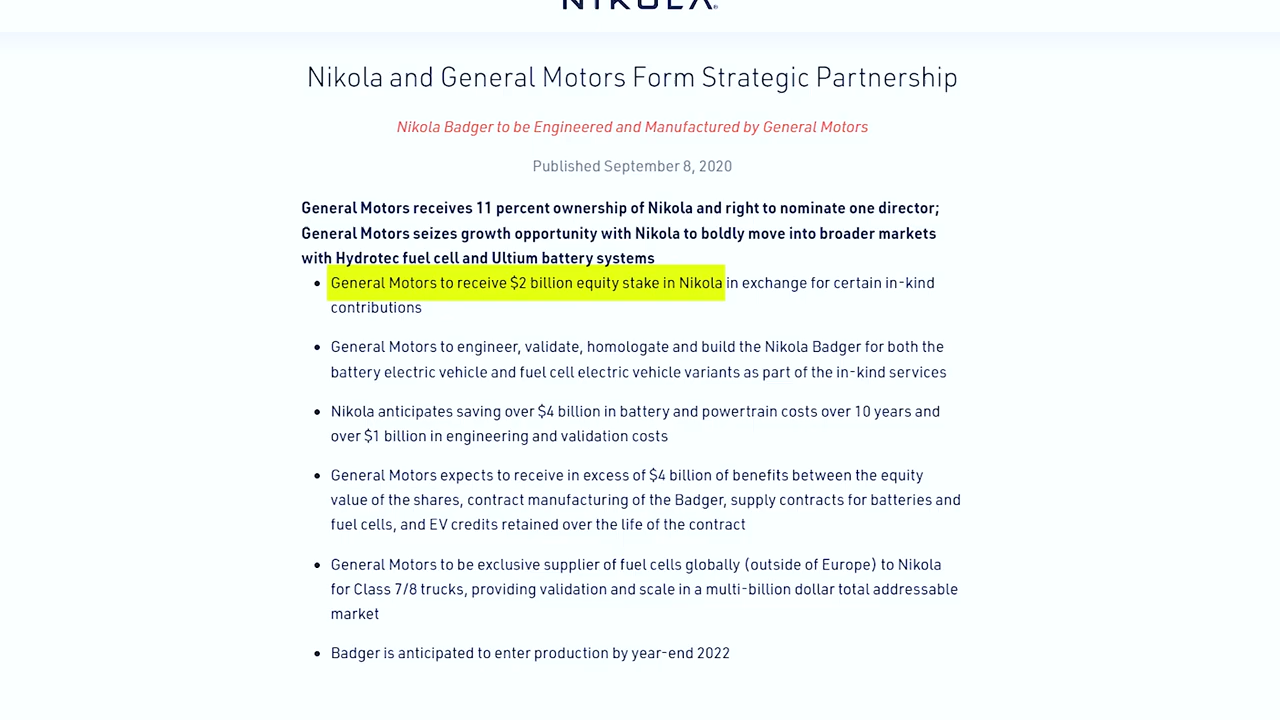 NIKOLA
Nikola and General Motors Form Strategic Partnership
Nikola Badger to be Engineered and Manufactured by General Motors
Published September 8, 2020
General Motors receives 11 percent ownership of Nikola and right to nominate one director;
General Motors seizes growth opportunity with Nikola to boldly move into broader markets
with Hydrotec fuel cell and Ultium battery systems
• General Motors to receive $2 billion equity stake in Nikola in exchange for certain in-kind
contributions
• General Motors to engineer, validate, homologate and build the Nikola Badger for both the
battery electric vehicle and fuel cell electric vehicle variants as part of the in-kind services
• Nikola anticipates saving over $4 billion in battery and powertrain costs over 10 years and
over $1 billion in engineering and validation costs
• General Motors expects to receive in excess of $4 billion of benefits between the equity
value of the shares, contract manufacturing of the Badger, supply contracts for batteries and
fuel cells, and EV credits retained over the life of the contract
• General Motors to be exclusive supplier of fuel cells globally (outside of Europe) to Nikola
for Class 7/8 trucks, providing validation and scale in a multi-billion dollar total addressable
market
• Badger is anticipated to enter production by year-end 2022